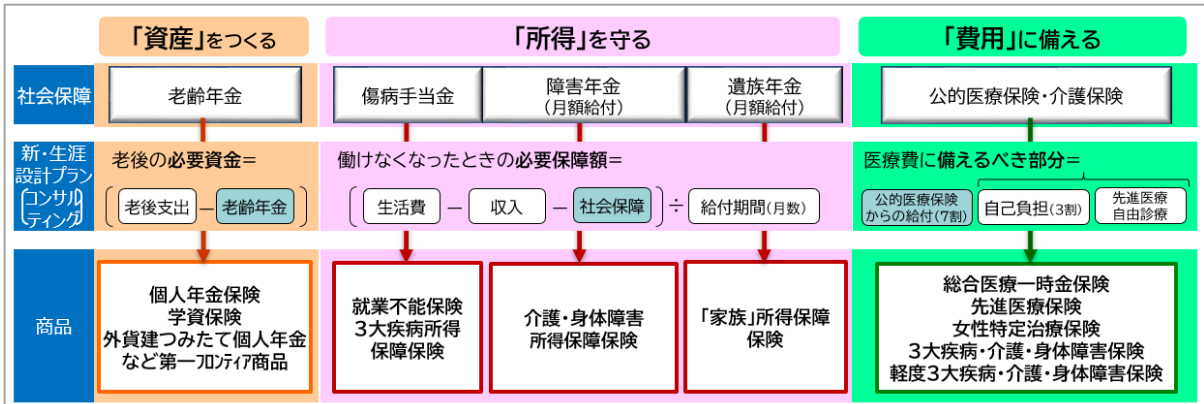 「資産」をつくる
「所得」を守る
「費用」に備える
社会保障
老齢年金
傷病手当金
障害年金
(月額給付)
遺族年金
(月額給付)
公的医療保険・介護保険
新・生涯
設計プラン
コンサル
ティング
老後の必要資金=
老後支出 ― 老齢年金
働けなくなったときの必要保障額=
生活費 ― 収入 ― 社会保障 ÷ 給付期間(月数)
医療費に備えるべき部分=
公的医療保険
からの給付(7割)
自己負担(3割)
先進医療
自由診療
商品
個人年金保険
学資保険
外貨建つみたて個人年金
など第一フロンティア商品
就業不能保険
3大疾病所得
保障保険
介護・身体障害
所得保障保険
「家族」所得保障
保険
総合医療一時金保険
先進医療保険
女性特定治療保険
3大疾病・介護・身体障害保険
軽度3大疾病・介護・身体障害保険